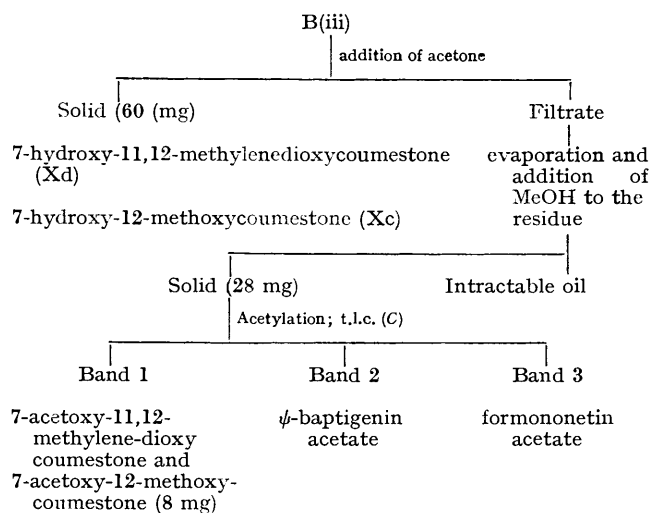 B(iii)
addition of acetone
Solid (60 (mg)
Filtrate
7-hydroxy-11,12-methylenedioxycoumestone
(Xd)
evaporation and
addition of
MeOH to the
residue
7-hydroxy-12-methoxycoumestone (Xc)
Solid (28 mg)
Intractable oil
Acetylation; t.l.c. (C)
Band 1
Band 2
Band 3
7-acetoxy-11,12-
methylene-dioxy
coumestone and
7-acetoxy-12-methoxy-
coumestone (8 mg)
ψ-baptigenin
acetate
formononetin
acetate